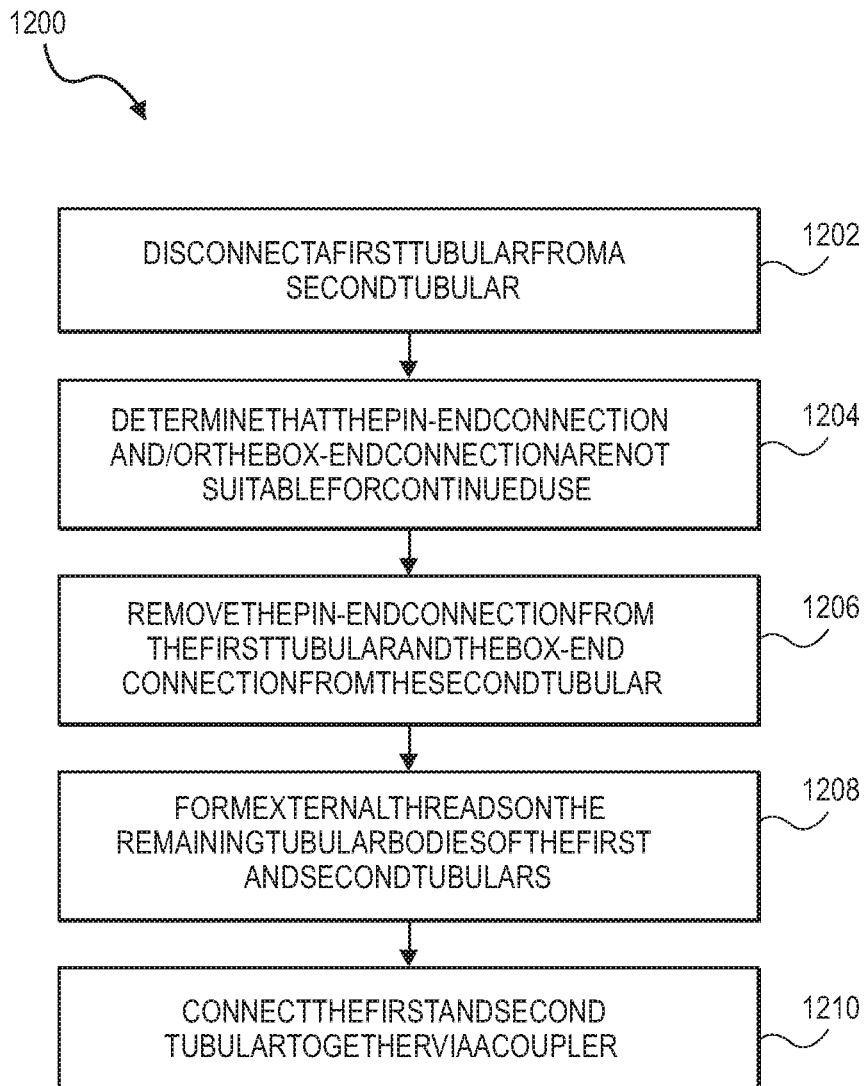 1200
DISCONNECTAFIRSTTUBULARFROMA
SECONDTUBULAR
1202
DETERMINETHATTHEPIN-ENDCONNECTION
AND/ORTHEBOX-ENDCONNECTIONARENOT
SUITABLEFORCONTINUEDUSE
1204
REMOVETHEPIN-ENDCONNECTIONFROM
THEFIRSTTUBULARANDTHEBOX-END
CONNECTIONFROMTHESECONDTUBULAR
1206
FORMEXTERNALTHREADSONTHE
REMAININGTUBULARBODIESOFTHEFIRST
ANDSECONDTUBULARS
1208
CONNECTTHEFIRSTANDSECOND
TUBULARTOGETHERVIAACOUPLER
1210